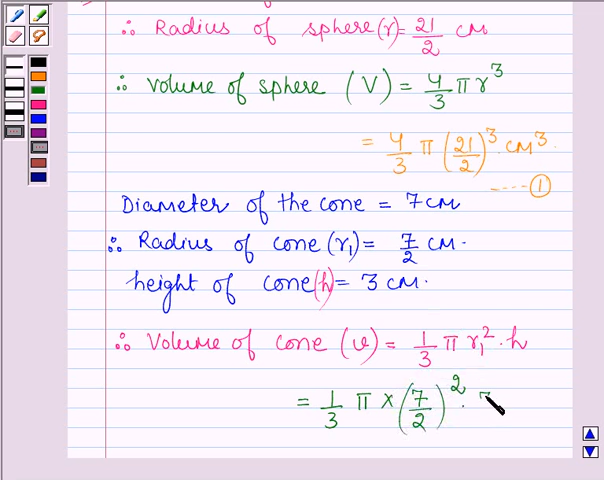 ∴ Radius of sphere(r) = 21/2 cm
∴ Volume of sphere (V) = 4/3 π r³
= 4/3 π (21/2)³ cm³.
-----①
Diameter of the cone = 7cm
∴ Radius of cone(r₁) = 7/2 cm.
height of cone(h) = 3 cm.
∴ Volume of cone (v) = 1/3 π r₁² · h
= 1/3 π × (7/2)² ·